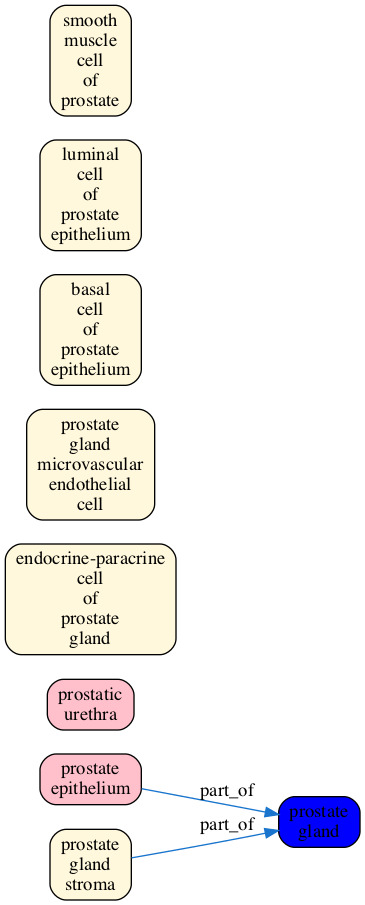 smooth
muscle
cell
of
prostate
luminal
cell
of
prostate
epithelium
basal
cell
of
prostate
epithelium
prostate
gland
microvascular
endothelial
cell
endocrine-paracrine
cell
of
prostate
gland
prostatic
urethra
prostate
epithelium
part_of
prostate
gland
part_of
prostate
gland
stroma